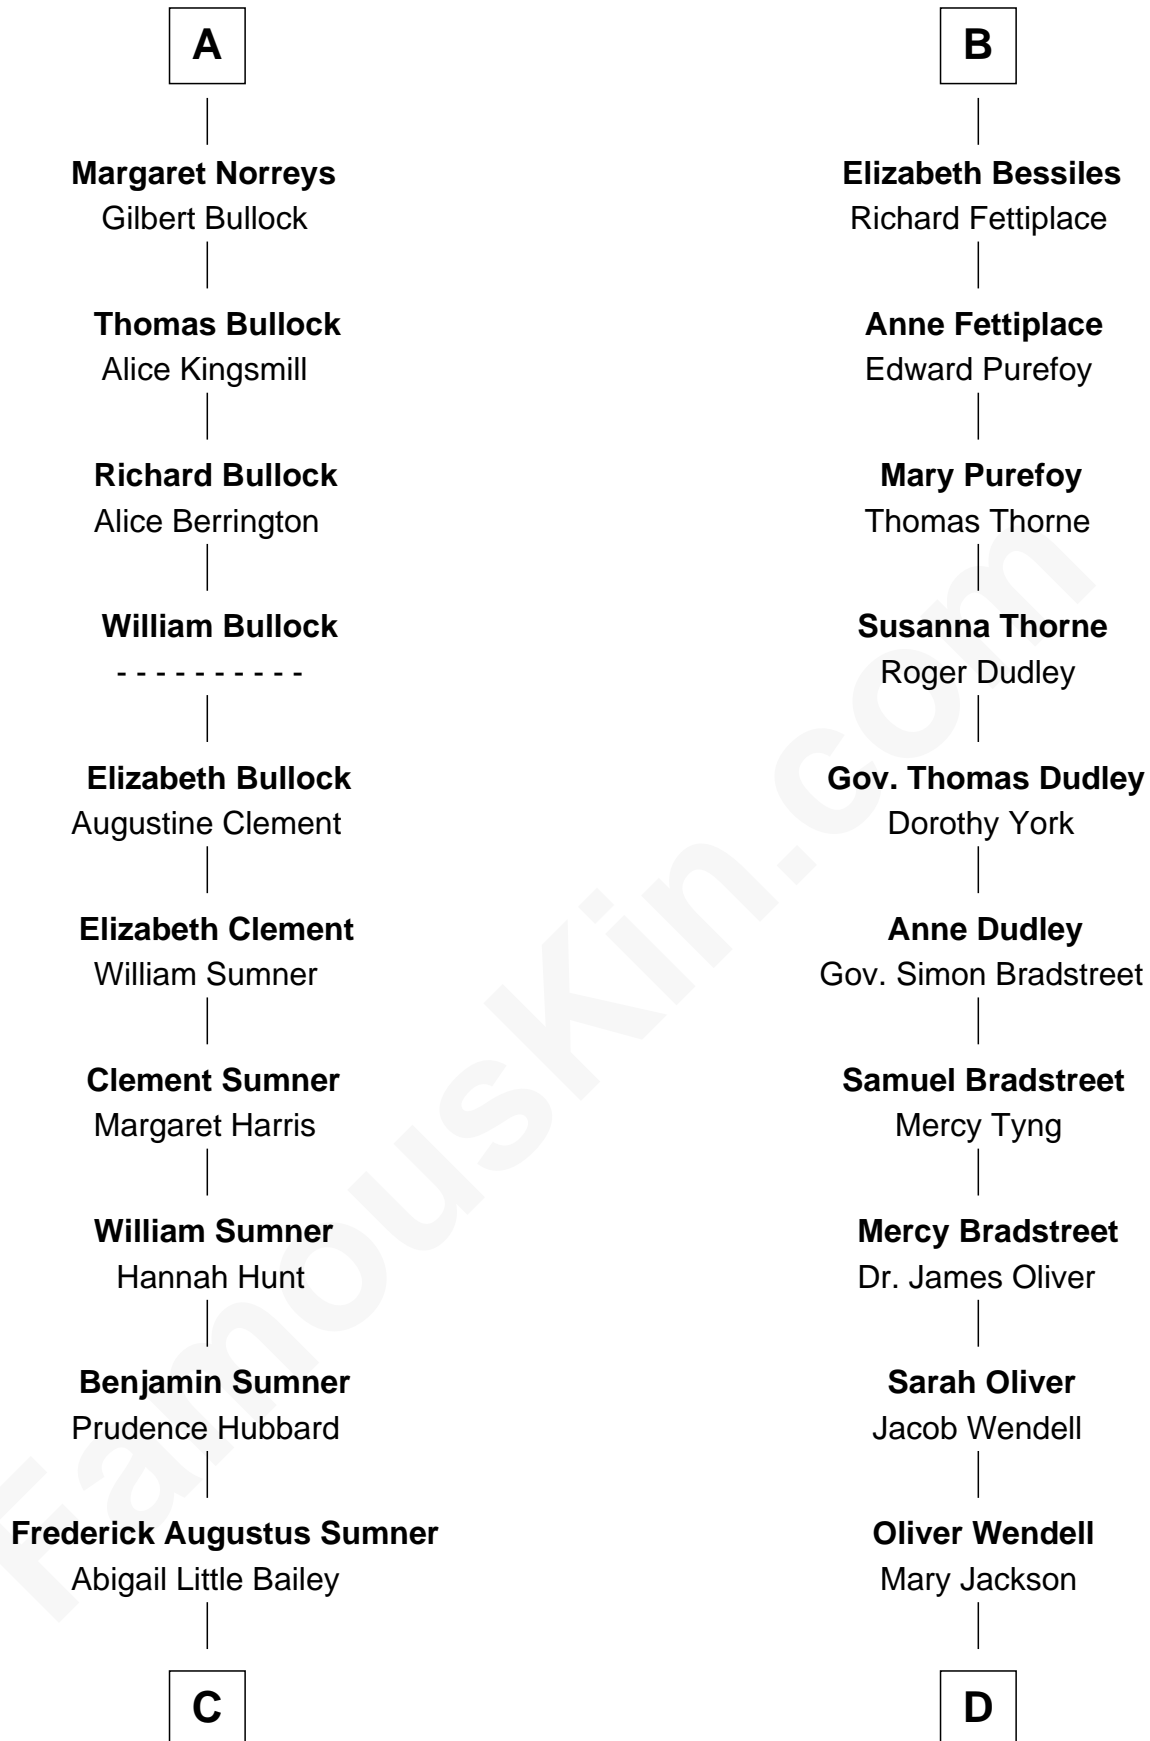 A
Margaret Norreys
Gilbert Bullock
Thomas Bullock
Alice Kingsmill
Richard Bullock
Alice Berrington
William Bullock
- - - - - - - - - -
Elizabeth Bullock
Augustine Clement
Elizabeth Clement
William Sumner
Clement Sumner
Margaret Harris
William Sumner
Hannah Hunt
Benjamin Sumner
Prudence Hubbard
Frederick Augustus Sumner
Abigail Little Bailey
C
B
Elizabeth Bessiles
Richard Fettiplace
Anne Fettiplace
Edward Purefoy
Mary Purefoy
Thomas Thorne
Susanna Thorne
Roger Dudley
Gov. Thomas Dudley
Dorothy York
Anne Dudley
Gov. Simon Bradstreet
Samuel Bradstreet
Mercy Tyng
Mercy Bradstreet
Dr. James Oliver
Sarah Oliver
Jacob Wendell
Oliver Wendell
Mary Jackson
D
FamousKin.com